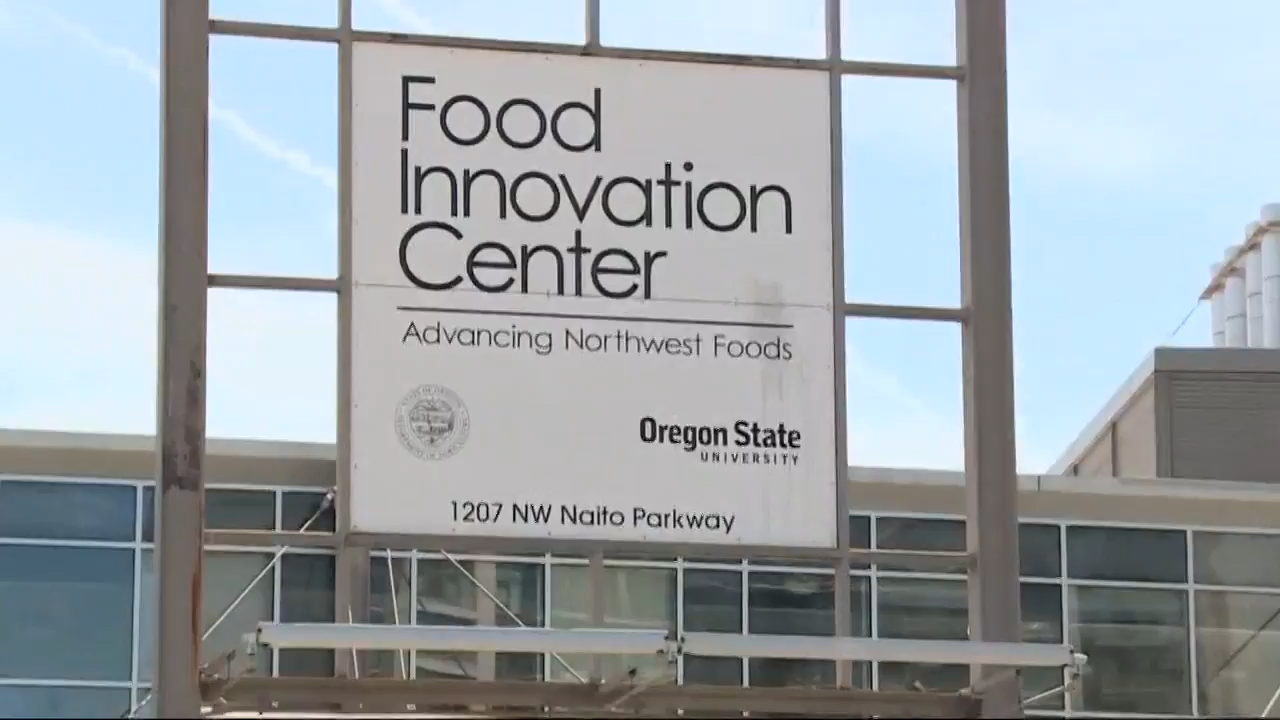 Food
Innovation
Center
Advancing Northwest Foods
Oregon State
UNIVERSITY
1207 NW Naito Parkway